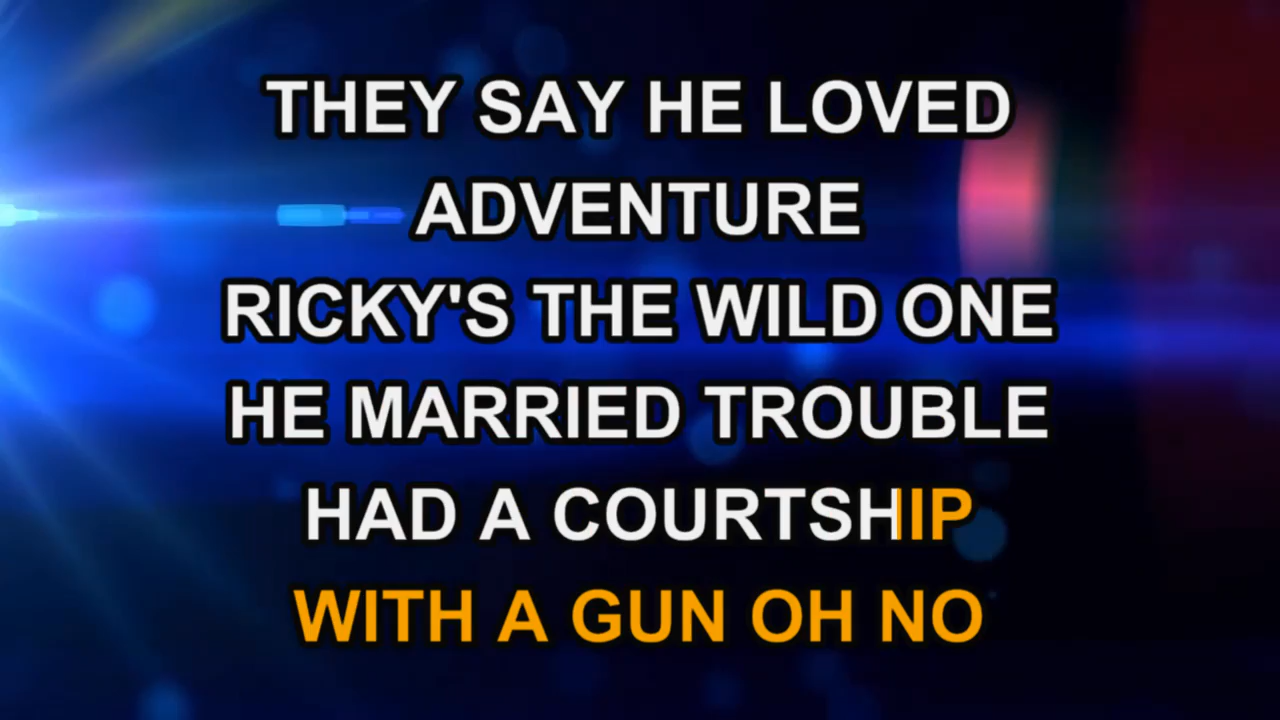 THEY SAY HE LOVED
ADVENTURE
RICKY'S THE WILD ONE
HE MARRIED TROUBLE
HAD A COURTSHIP
WITH A GUN OH NO